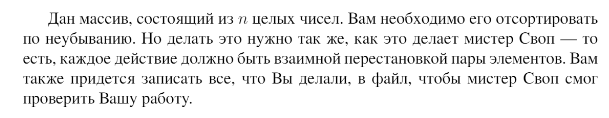 Дан массив, состоящий из n целых чисел. Вам необходимо его отсортировать
по неубыванию. Но делать это нужно так же, как это делает мистер Своп — то
есть, каждое действие должно быть взаимной перестановкой пары элементов. Вам
также придется записать все, что Вы делали, в файл, чтобы мистер Своп смог
проверить Вашу работу.